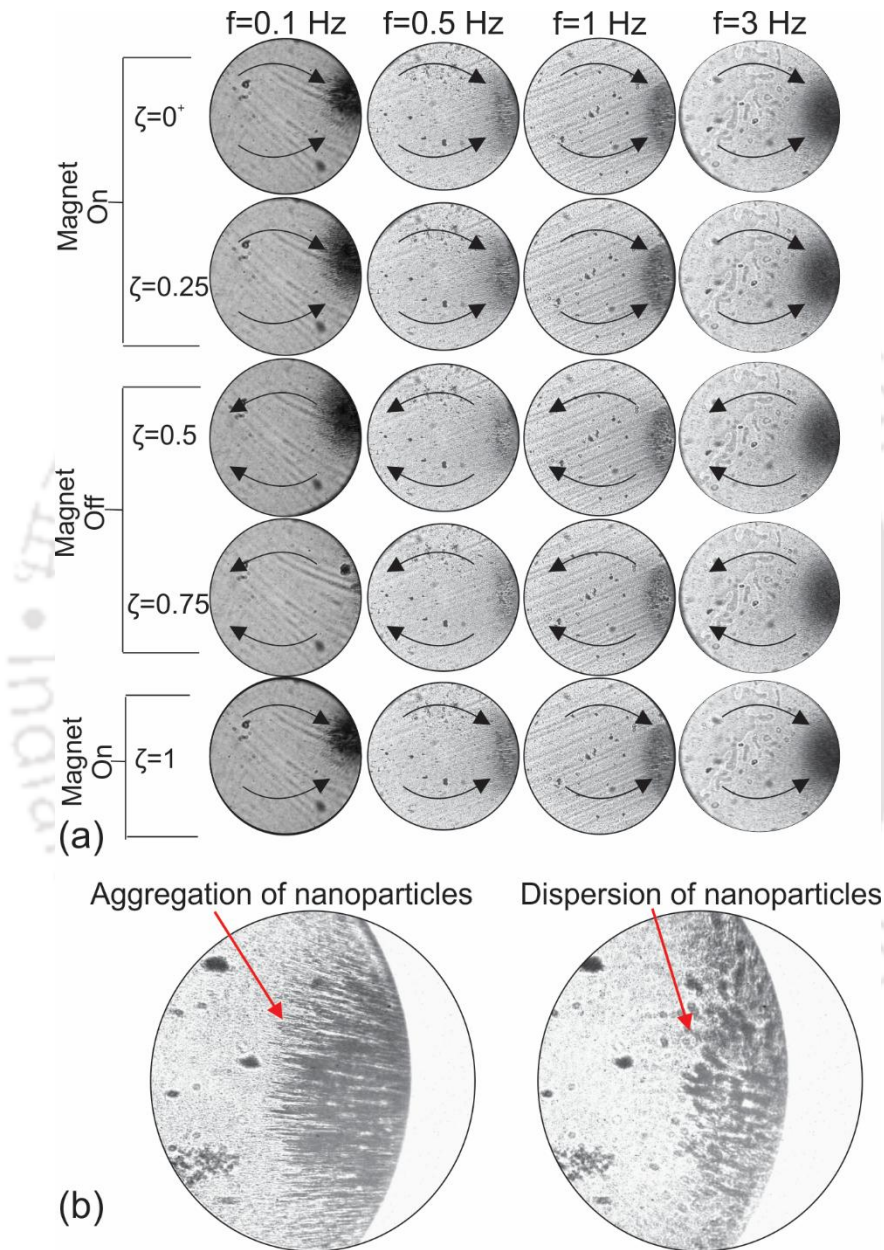 f=0.1 Hz f=0.5 Hz f=1 Hz f=3 Hz
Magnet On
ζ=0⁺
ζ=0.25
Magnet Off
ζ=0.5
ζ=0.75
Magnet On
ζ=1
(a)
Aggregation of nanoparticles Dispersion of nanoparticles
(b)